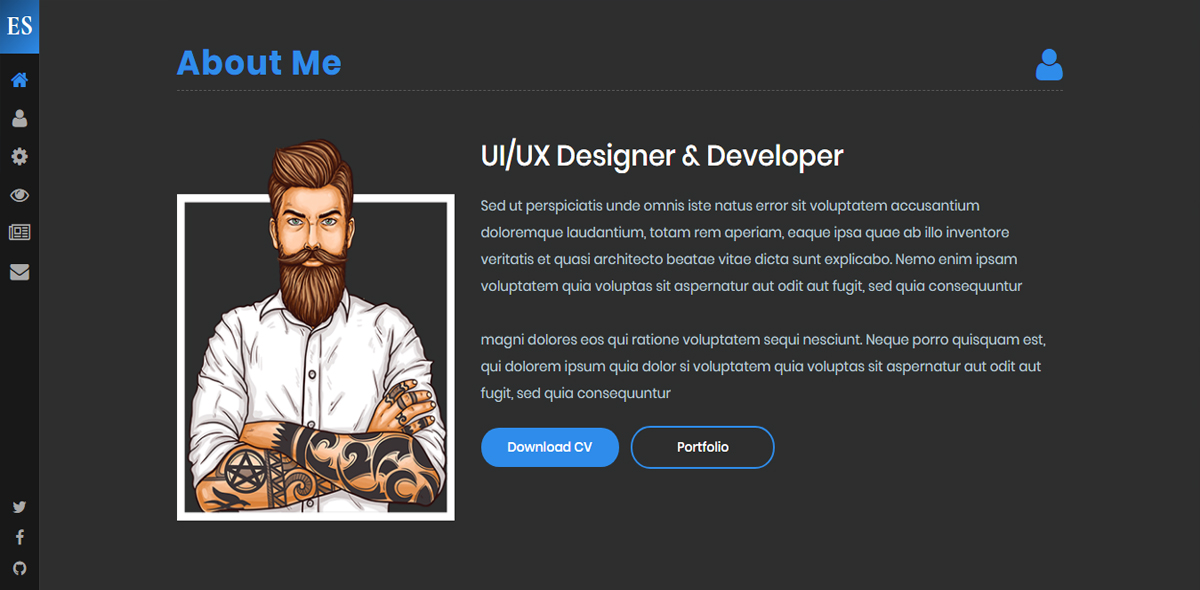 ES
About Me
UI/UX Designer & Developer
Sed ut perspiciatis unde omnis iste natus error sit voluptatem accusantium
doloremque laudantium, totam rem aperiam, eaque ipsa quae ab illo inventore
veritatis et quasi architecto beatae vitae dicta sunt explicabo. Nemo enim ipsam
voluptatem quia voluptas sit aspernatur aut odit aut fugit, sed quia consequuntur
magni dolores eos qui ratione voluptatem sequi nesciunt. Neque porro quisquam est,
qui dolorem ipsum quia dolor si voluptatem quia voluptas sit aspernatur aut odit aut
fugit, sed quia consequuntur
Download CV
Portfolio